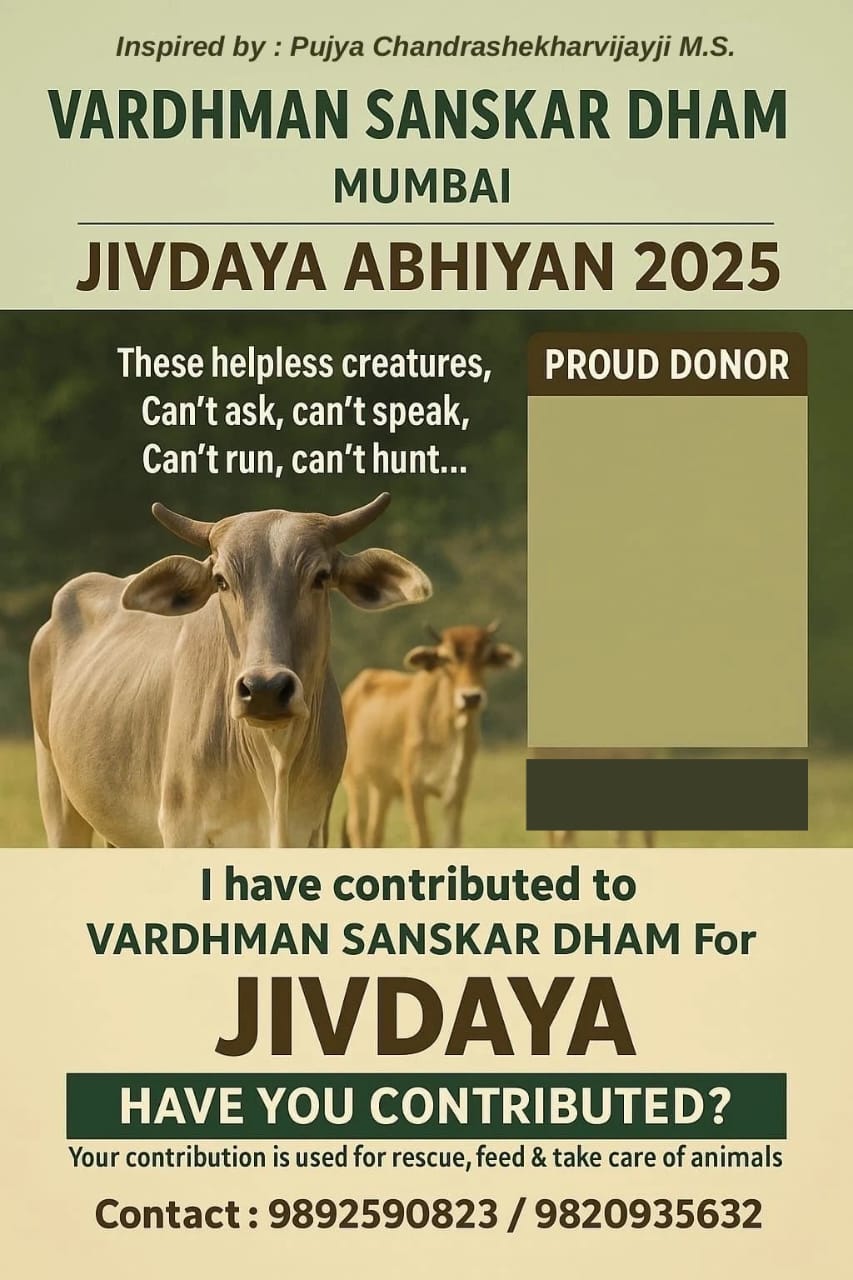 Inspired by : Pujya Chandrashekharvijayji M.S.
VARDHMAN SANSKAR DHAM
MUMBAI
JIVDAYA ABHIYAN 2025
These helpless creatures,
Can't ask, can't speak,
Can't run, can't hunt...
PROUD DONOR
I have contributed to
VARDHMAN SANSKAR DHAM For
JIVDAYA
HAVE YOU CONTRIBUTED?
Your contribution is used for rescue, feed & take care of animals
Contact : 9892590823 / 9820935632